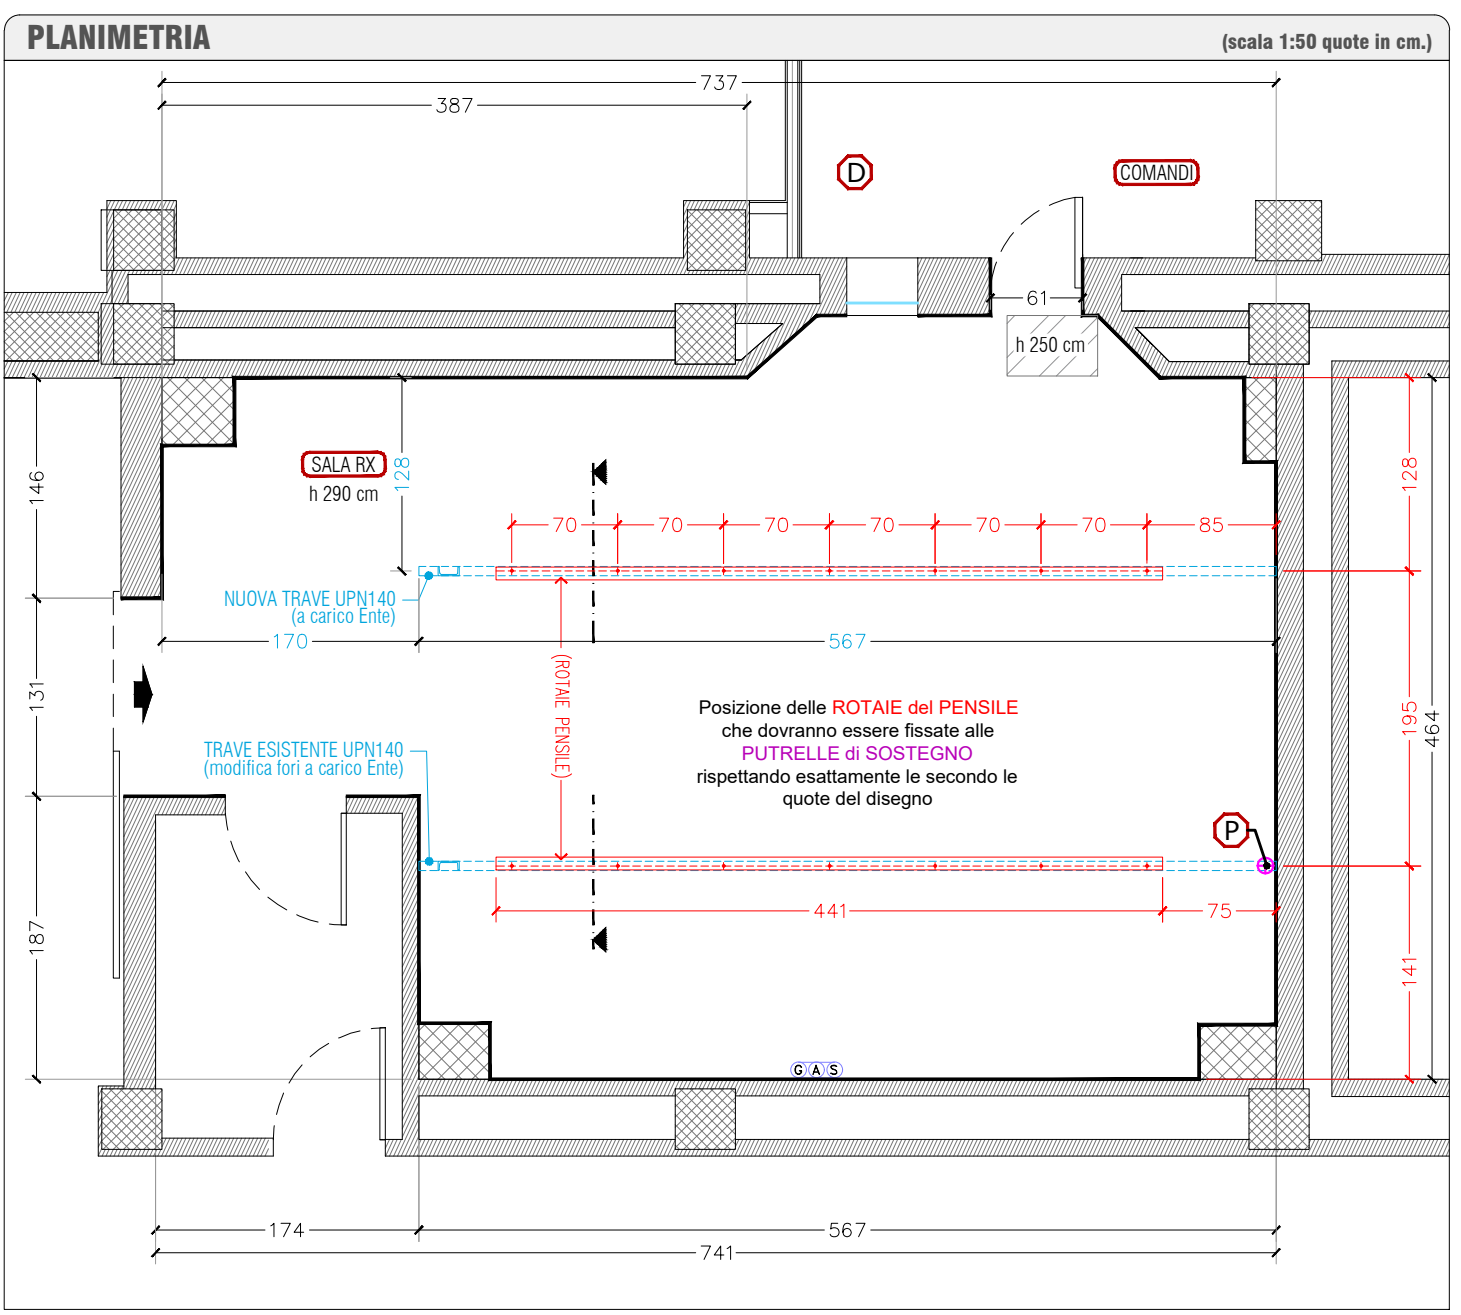 PLANIMETRIA
(scala 1:50 quote in cm.)
737
387
D
COMANDI
61
h 250 cm
SALA RX
h 290 cm
128
146
128
70
70
70
70
70
70
85
NUOVA TRAVE UPN140
(a carico Ente)
170
567
131
(ROTAIE PENSILE)
195
464
Posizione delle ROTAIE del PENSILE
che dovranno essere fissate alle
PUTRELLE di SOSTEGNO
rispettando esattamente le secondo le
quote del disegno
TRAVE ESISTENTE UPN140
(modifica fori a carico Ente)
P
441
75
187
141
GAS
174
567
741